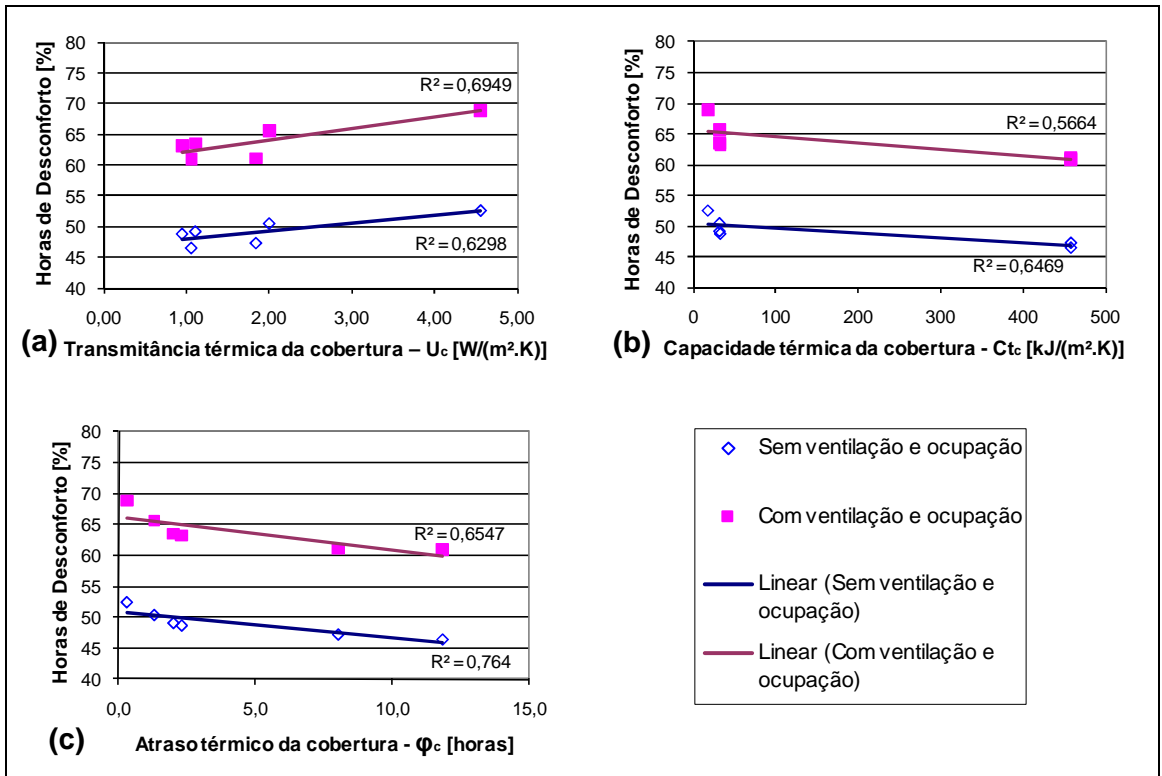 Horas de Desconforto [%]
80
75
70
65
60
55
50
45
40
R² = 0,6949
R² = 0,6298
0,00 1,00 2,00 3,00 4,00 5,00
(a) Transmitância térmica da cobertura – Uc [W/(m².K)]
Horas de Desconforto [%]
80
75
70
65
60
55
50
45
40
R² = 0,5664
R² = 0,6469
0 100 200 300 400 500
(b) Capacidade térmica da cobertura - Ctc [kJ/(m².K)]
Horas de Desconforto [%]
80
75
70
65
60
55
50
45
40
R² = 0,6547
R² = 0,764
0,0 5,0 10,0 15,0
(c) Atraso térmico da cobertura - φc [horas]
Sem ventilação e ocupação
Com ventilação e ocupação
Linear (Sem ventilação e
ocupação)
Linear (Com ventilação e
ocupação)